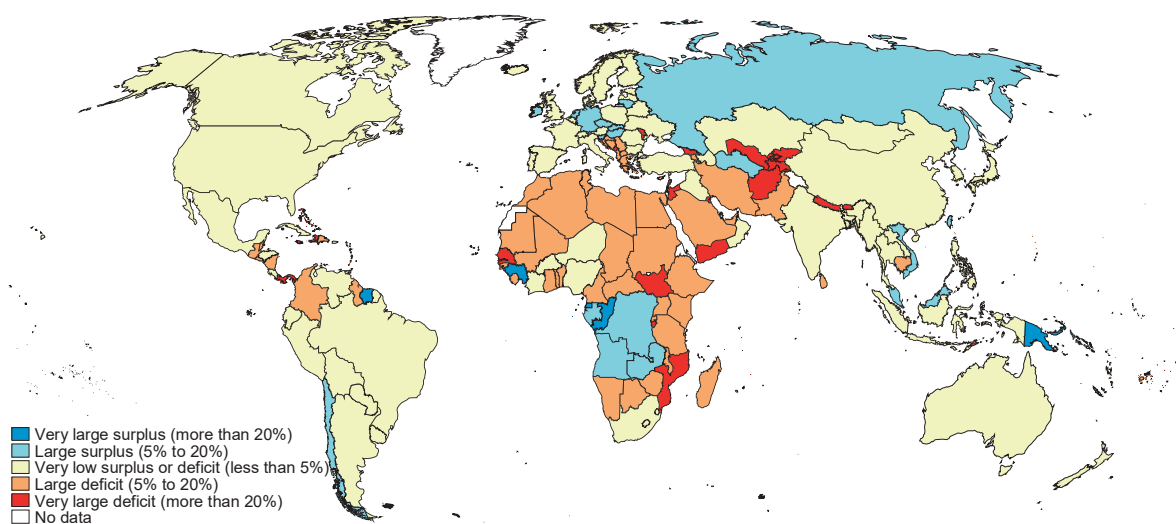 Very large surplus (more than 20%)
Large surplus (5% to 20%)
Very low surplus or deficit (less than 5%)
Large deficit (5% to 20%)
Very large deficit (more than 20%)
No data